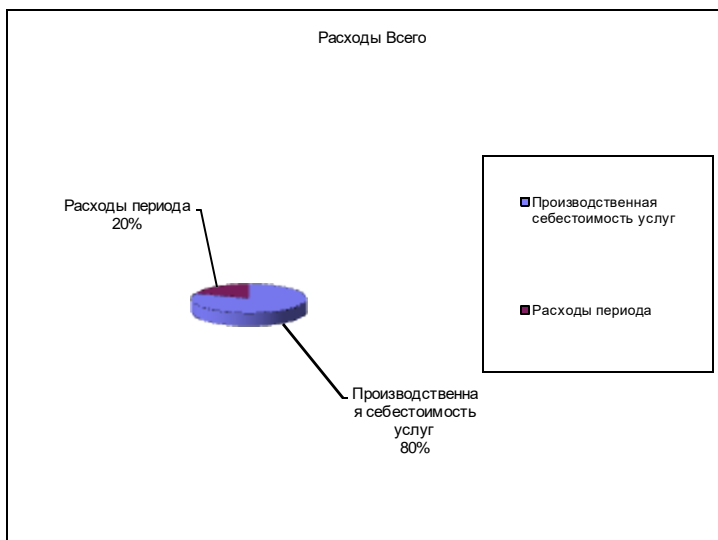 Расходы Всего
Расходы периода
20%
Производственная
себестоимость услуг
Расходы периода
Производственна
я себестоимость
услуг
80%